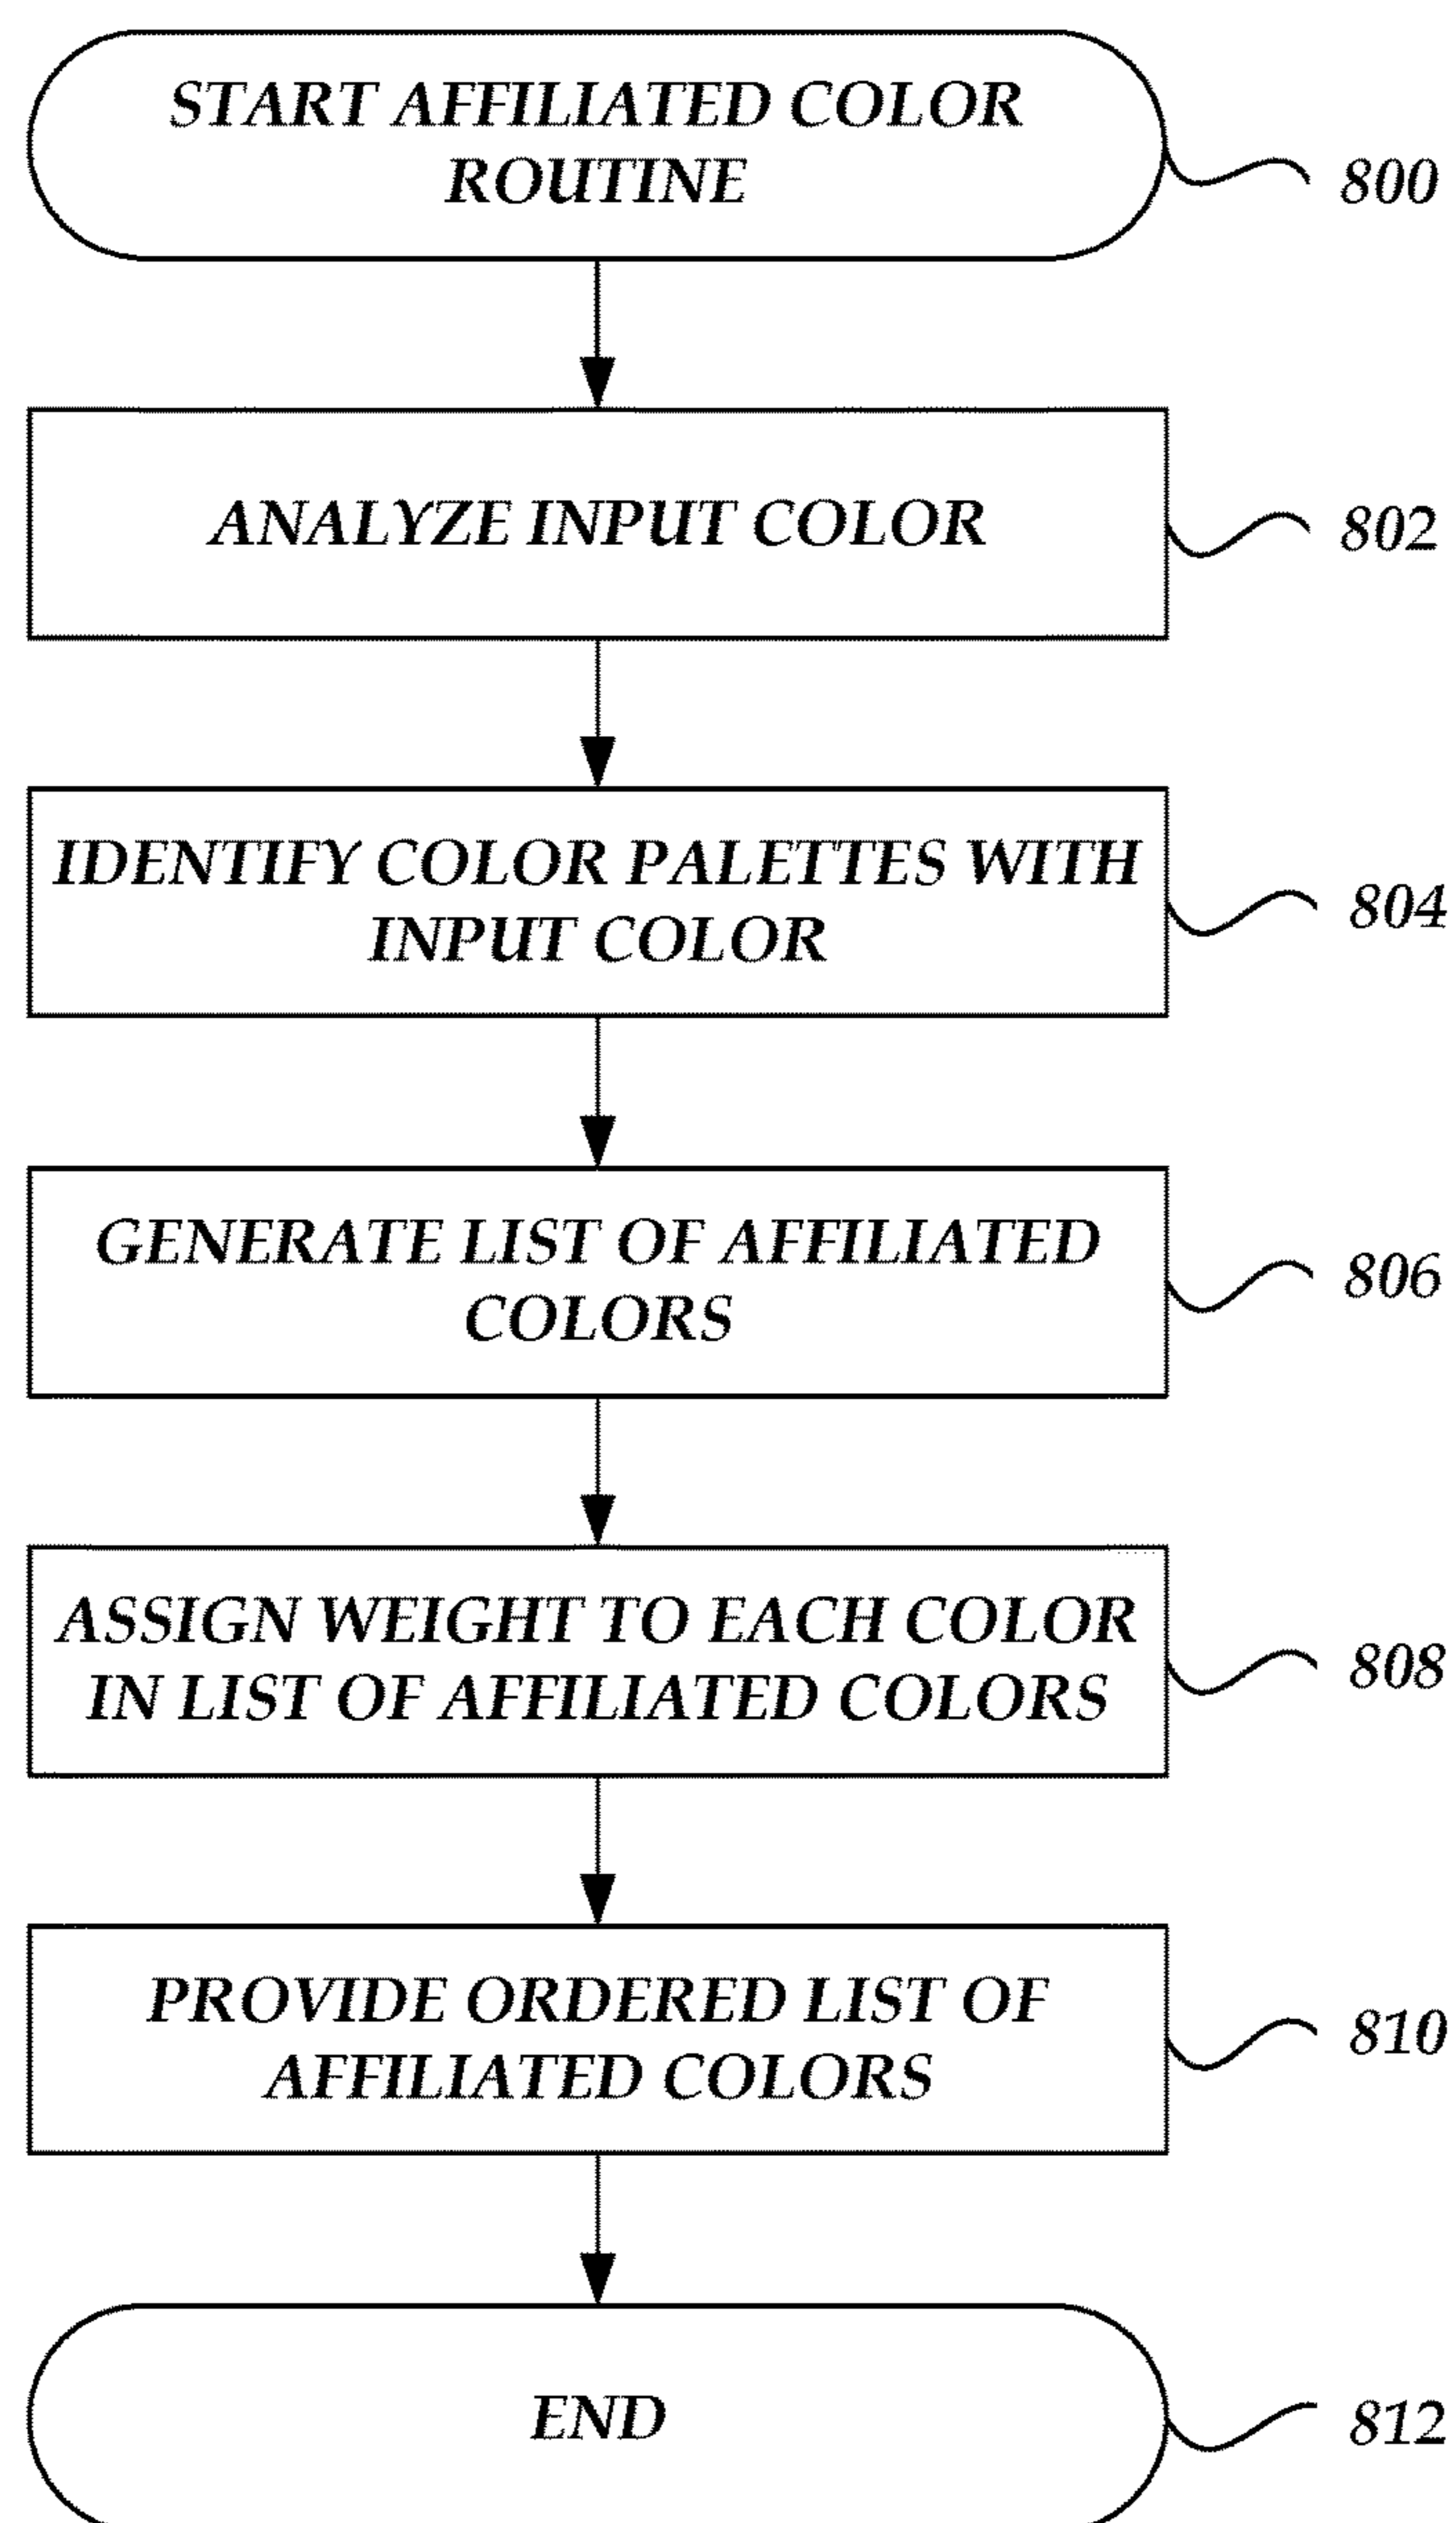 START AFFILIATED COLOR
ROUTINE
800
ANALYZE INPUT COLOR
802
IDENTIFY COLOR PALETTES WITH
INPUT COLOR
804
GENERATE LIST OF AFFILIATED
COLORS
806
ASSIGN WEIGHT TO EACH COLOR
IN LIST OF AFFILIATED COLORS
808
PROVIDE ORDERED LIST OF
AFFILIATED COLORS
810
END
812